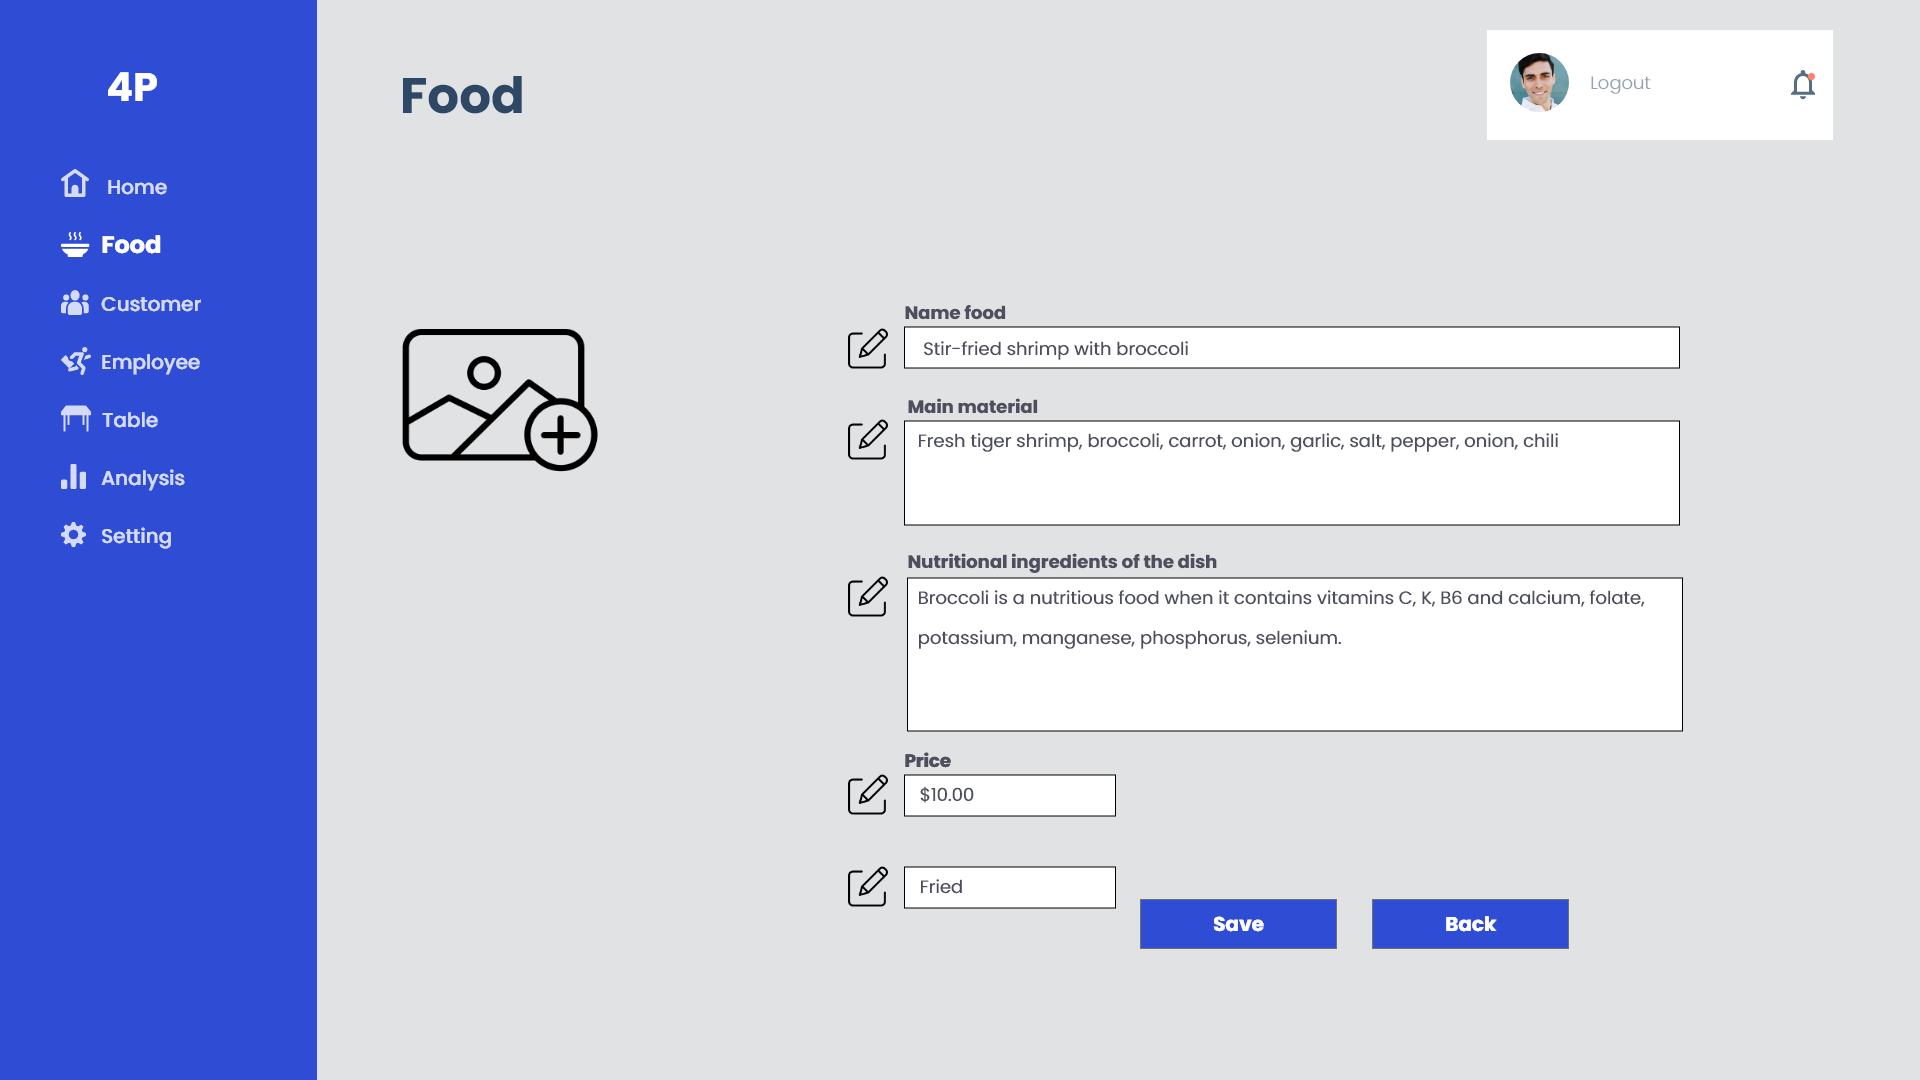 4P
Home
Food
Customer
Employee
Table
Analysis
Setting
Food
Logout
Name food
Stir-fried shrimp with broccoli
Main material
Fresh tiger shrimp, broccoli, carrot, onion, garlic, salt, pepper, onion, chili
Nutritional ingredients of the dish
Broccoli is a nutritious food when it contains vitamins C, K, B6 and calcium, folate,
potassium, manganese, phosphorus, selenium.
Price
$10.00
Fried
Save
Back